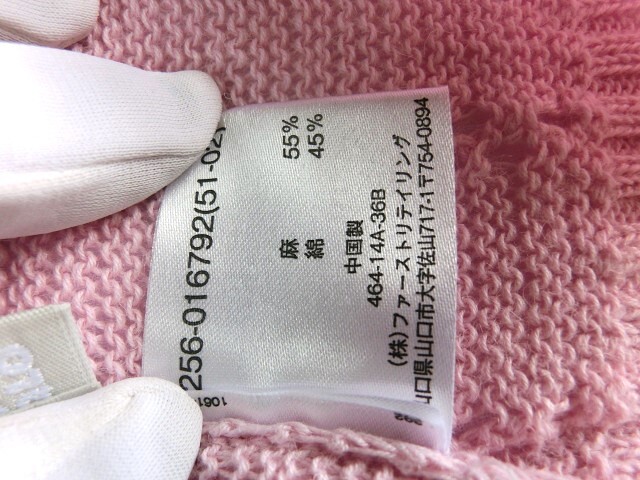 256-016792(51-02)
麻 55%
綿 45%
中国製
464-14A-36B
(株)ファーストリテイリング
山口県山口市大字佐山717-1〒754-0894